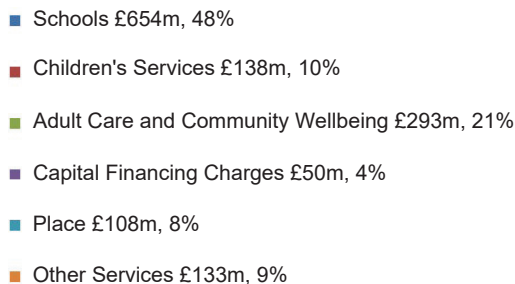 Schools £654m, 48%
Children's Services £138m, 10%
Adult Care and Community Wellbeing £293m, 21%
Capital Financing Charges £50m, 4%
Place £108m, 8%
Other Services £133m, 9%